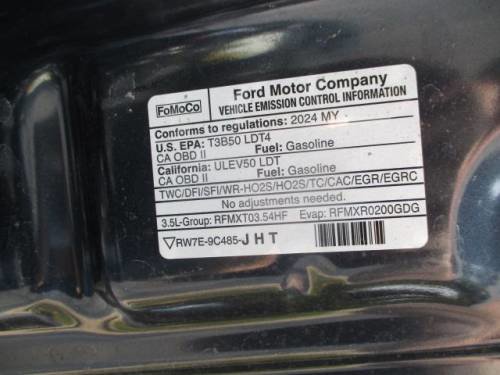 FoMoCo
Ford Motor Company
VEHICLE EMISSION CONTROL INFORMATION
Conforms to regulations: 2024 MY
U.S. EPA: T3B50 LDT4
CA OBD II Fuel: Gasoline
California: ULEV50 LDT
CA OBD II Fuel: Gasoline
TWC/DFI/SFI/WR-HO2S/HO2S/TC/CAC/EGR/EGRC
No adjustments needed.
3.5L-Group: RFMXT03.54HF Evap: RFMXR0200GDG
▽RW7E-9C485-JHT